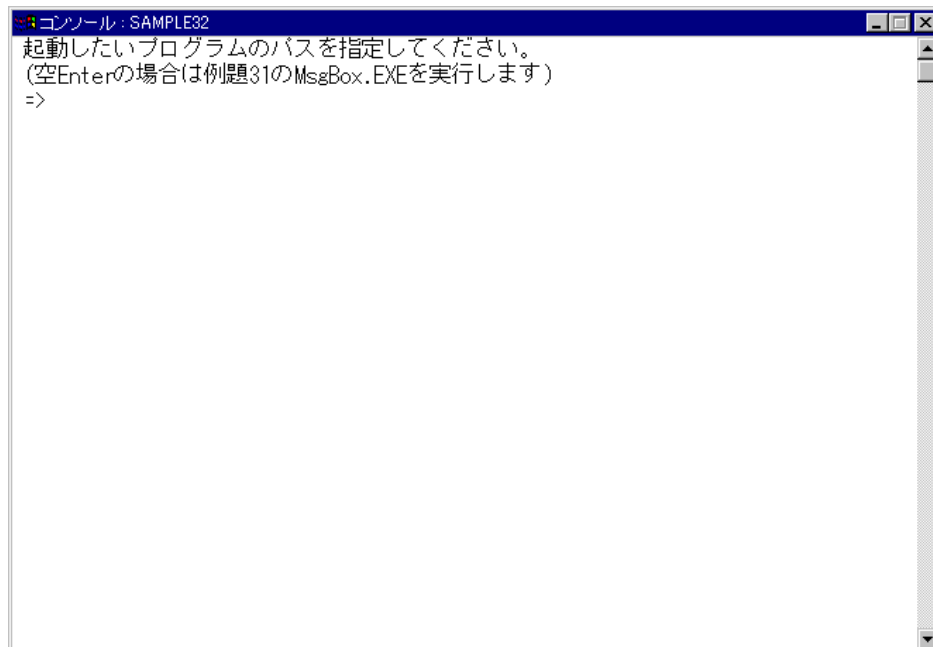 コンソール : SAMPLE32
起動したいプログラムのパスを指定してください。
(空Enterの場合は例題31のMsgBox.EXEを実行します)
=>